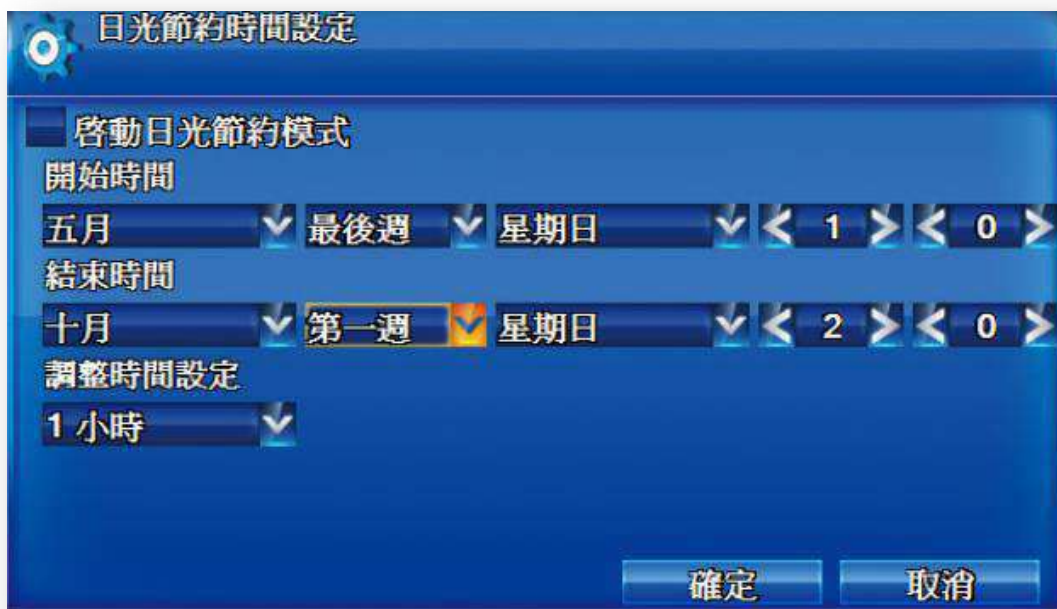 日光節約時間設定
啓動日光節約模式
開始時間
五月 最後週 星期日 1 0
結束時間
十月 第一週 星期日 2 0
調整時間設定
1 小時
確定 取消